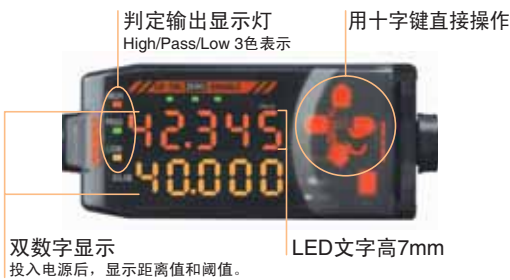 判定输出显示灯
High/Pass/Low 3色表示
用十字键直接操作
42.345
40.000
双数字显示
投入电源后，显示距离值和阈值。
LED文字高7mm